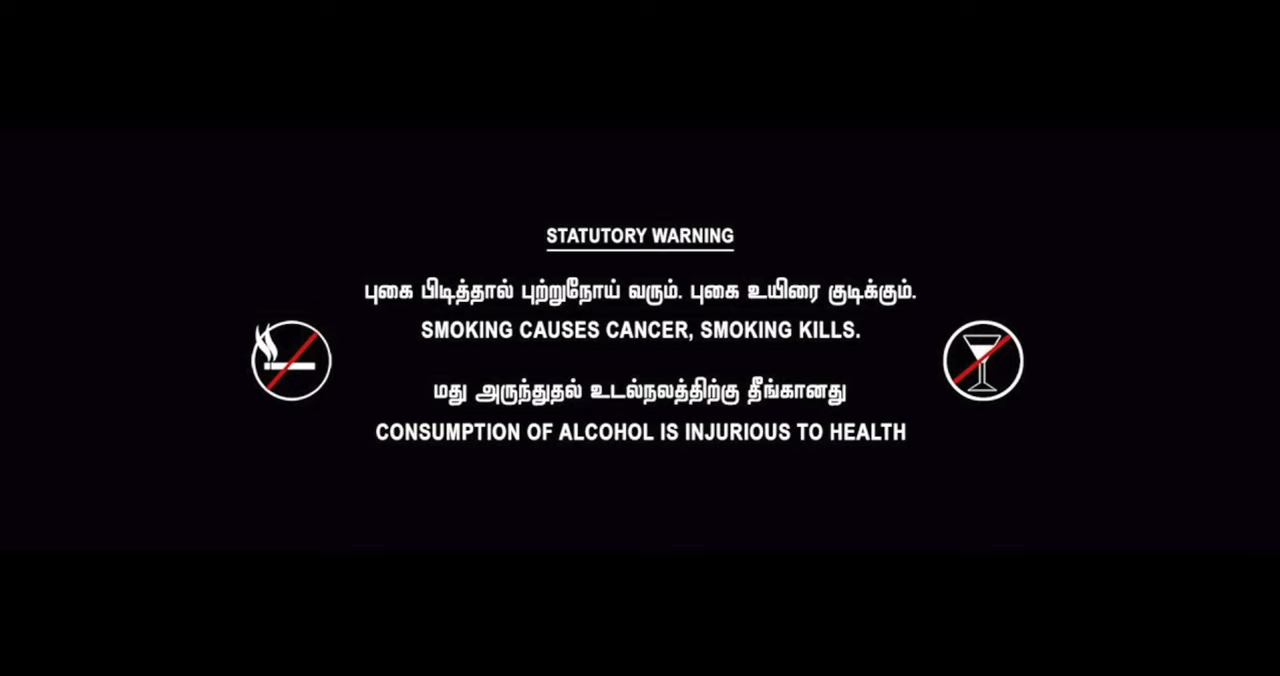 STATUTORY WARNING
புகை பிடித்தால் புற்றுநோய் வரும். புகை உயிரை குடிக்கும்.
SMOKING CAUSES CANCER, SMOKING KILLS.
மது அருந்துதல் உடல்நலத்திற்கு தீங்கானது
CONSUMPTION OF ALCOHOL IS INJURIOUS TO HEALTH